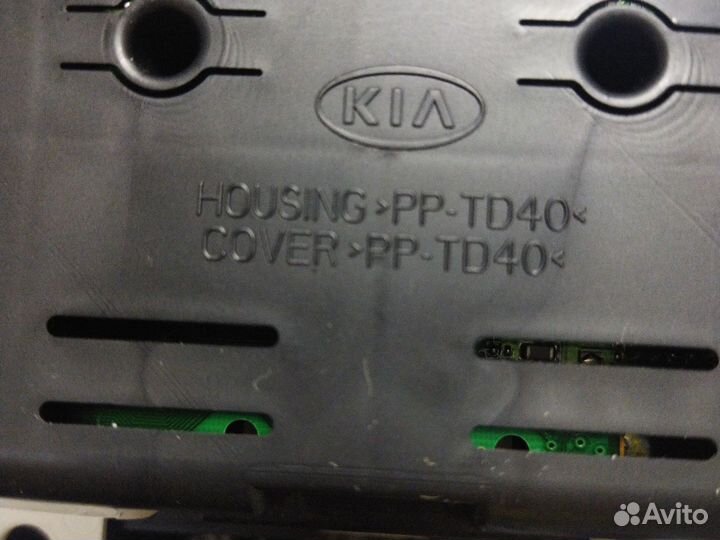 KIA
HOUSING >PP-TD40<
COVER >PP-TD40<
Avito